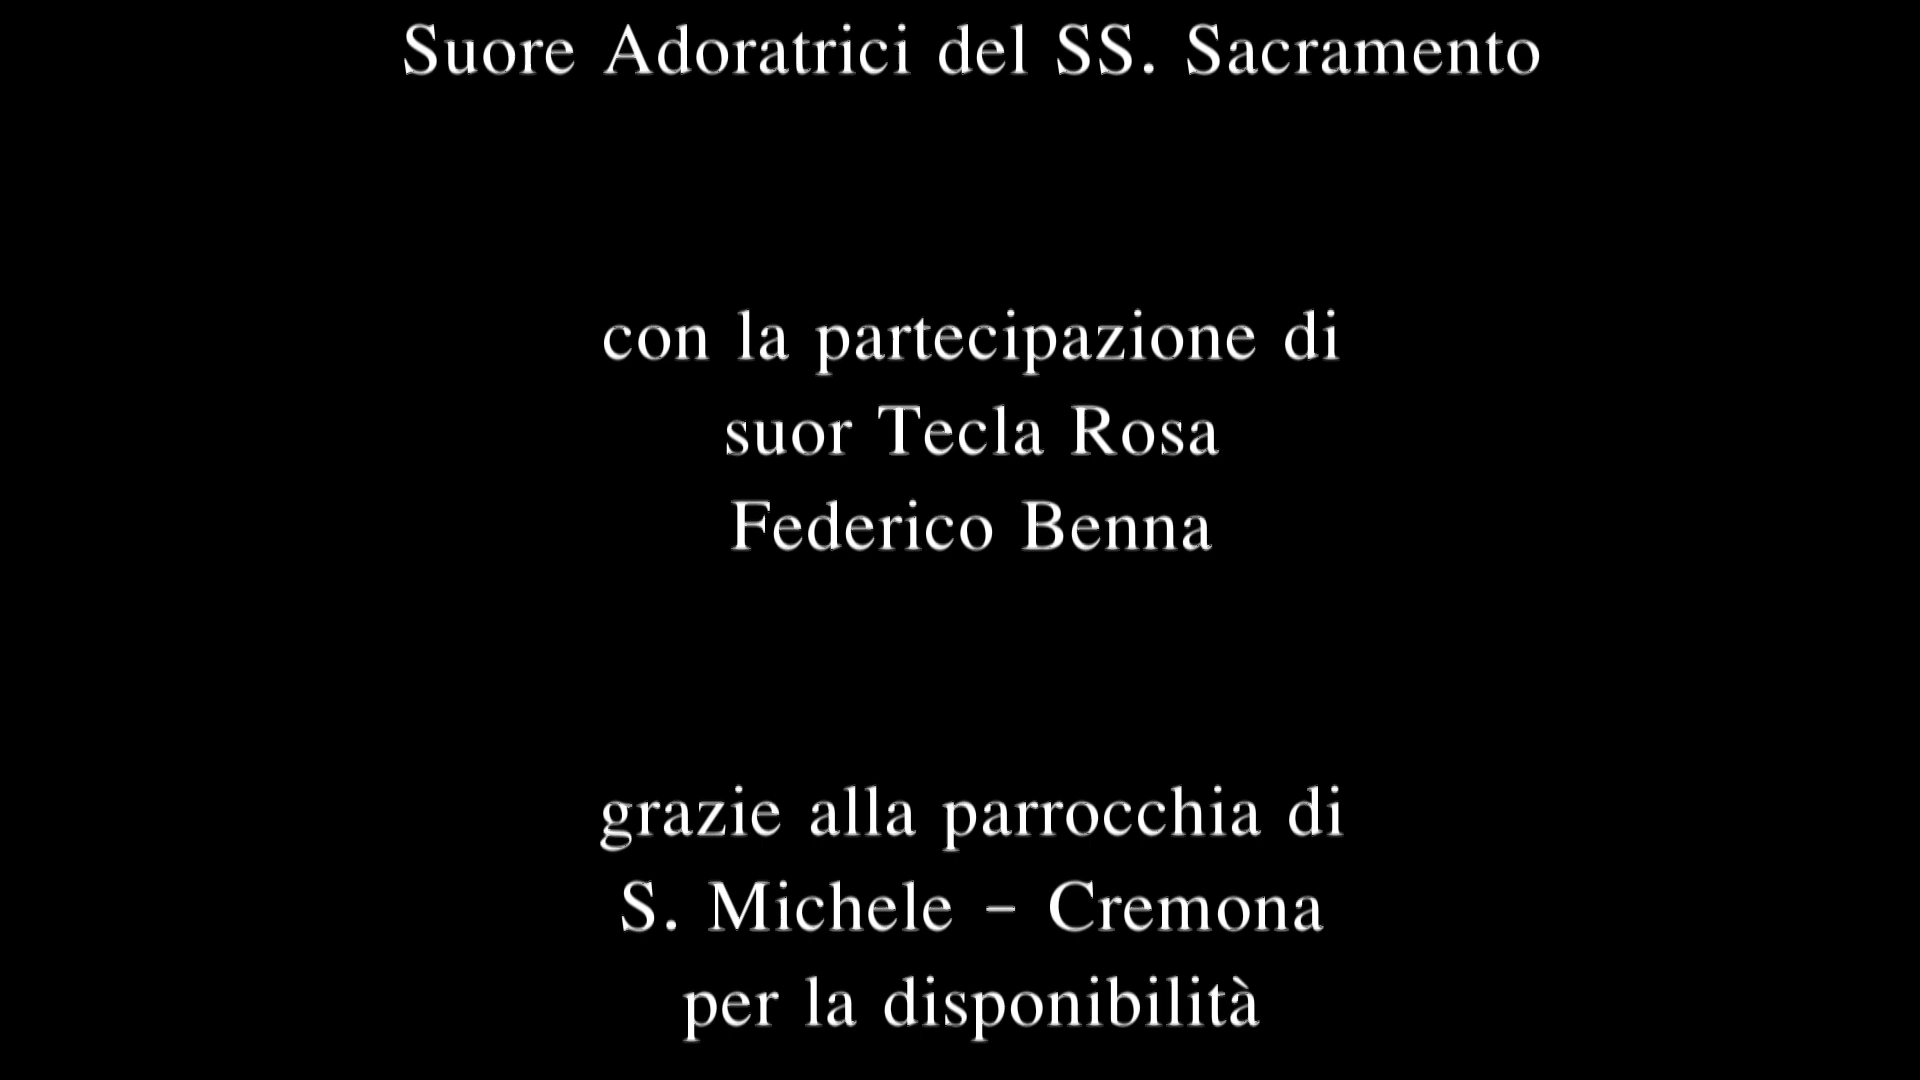 Suore Adoratrici del SS. Sacramento
con la partecipazione di
suor Tecla Rosa
Federico Benna
grazie alla parrocchia di
S. Michele - Cremona
per la disponibilità